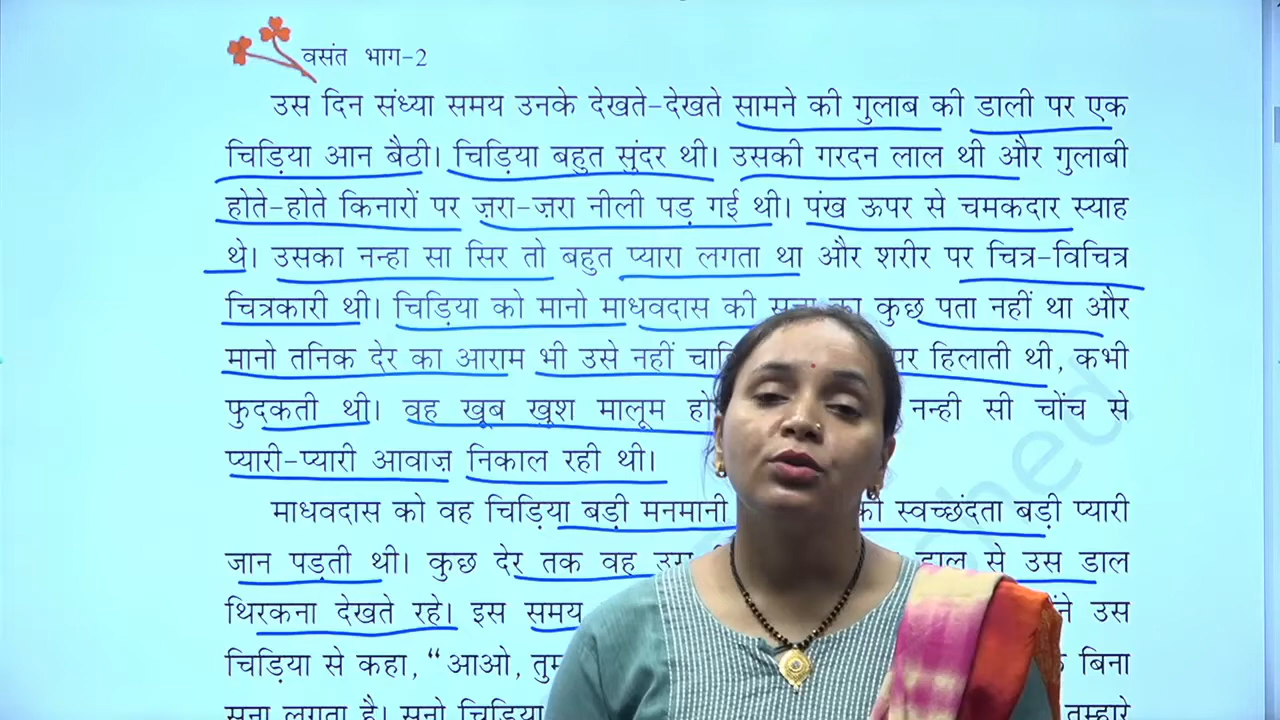 वसंत भाग-2
उस दिन संध्या समय उनके देखते-देखते सामने की गुलाब की डाली पर एक
चिड़िया आन बैठी। चिड़िया बहुत सुंदर थी। उसकी गरदन लाल थी और गुलाबी
होते-होते किनारों पर ज़रा-ज़रा नीली पड़ गई थी। पंख ऊपर से चमकदार स्याह
थे। उसका नन्हा सा सिर तो बहुत प्यारा लगता था और शरीर पर चित्र-विचित्र
चित्रकारी थी। चिड़िया को मानो माधवदास की सत्ता का कुछ पता नहीं था और
मानो तनिक देर का आराम भी उसे नहीं पर हिलाती थी, कभी
फुदकती थी। वह खूब खुश मालूम नन्ही सी चोंच से
प्यारी-प्यारी आवाज़ निकाल रही थी।
माधवदास को वह चिड़िया बड़ी मनमानी की स्वच्छंदता बड़ी प्यारी
जान पड़ती थी। कुछ देर तक वह उस डाल से उस डाल
थिरकना देखते रहे। इस समय उस
चिड़िया से कहा, “आओ, बिना
सूना लगता है। सुनो चिड़िया तुम्हारे